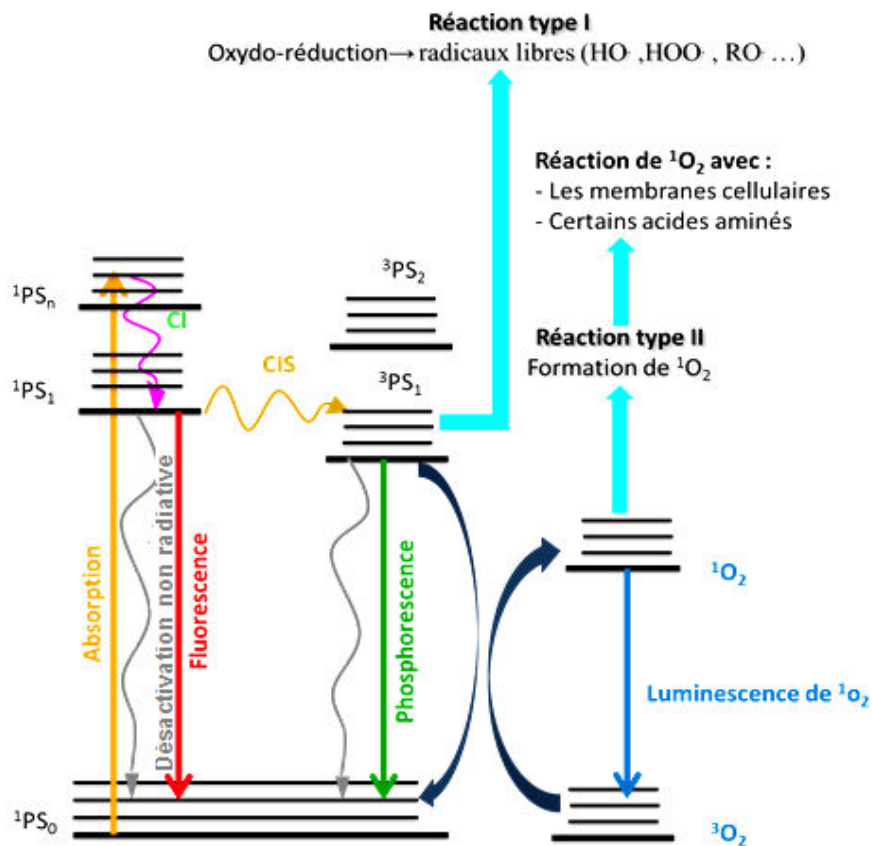 Réaction type I
Oxydo-réduction→ radicaux libres (HO· ,HOO· , RO· …)
Réaction de ¹O₂ avec :
- Les membranes cellulaires
- Certains acides aminés
³PS₂
¹PSₙ
CI
Réaction type II
Formation de ¹O₂
CIS
³PS₁
¹PS₁
Absorption
Désactivation non radiative
Fluorescence
Phosphorescence
¹O₂
Luminescence de ¹o₂
¹PS₀
³O₂